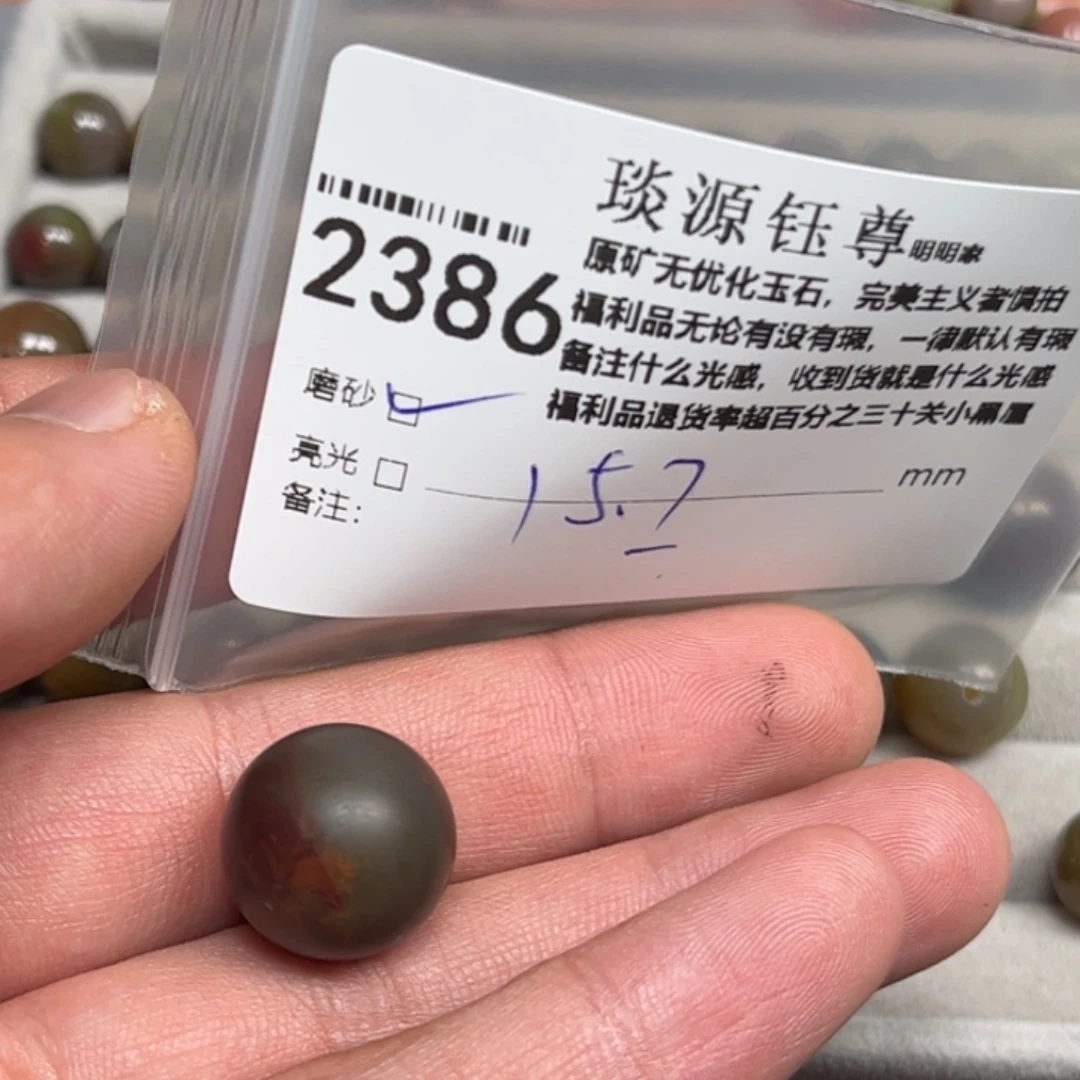 琰源钰尊明明家
2386
原矿无优化玉石，完美主义者慎拍
福利品无论有没有瑕，一律默认有瑕
备注什么光感，收到货就是什么光感
福利品退货率超百分之三十关小黑屋
磨砂
亮光
15.7 mm
备注：